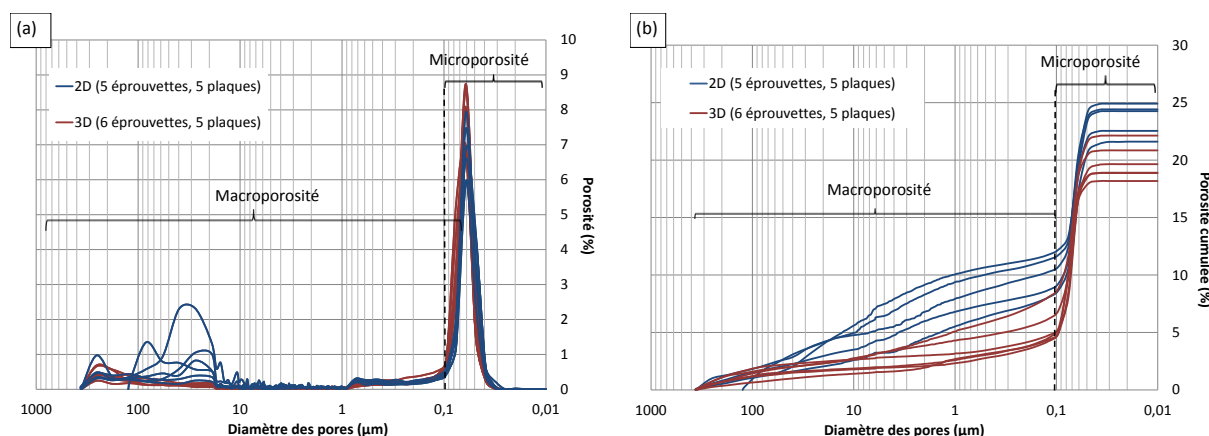 (a)
10
9
8
7
6
5
4
3
2
1
0
Microporosité
2D (5 éprouvettes, 5 plaques)
3D (6 éprouvettes, 5 plaques)
Macroporosité
Porosité (%)
1000 100 10 1 0,1 0,01
Diamètre des pores (µm)
(b)
30
25
20
15
10
5
0
Microporosité
2D (5 éprouvettes, 5 plaques)
3D (6 éprouvettes, 5 plaques)
Macroporosité
Porosite cumulee (%)
1000 100 10 1 0,1 0,01
Diamètre des pores (µm)